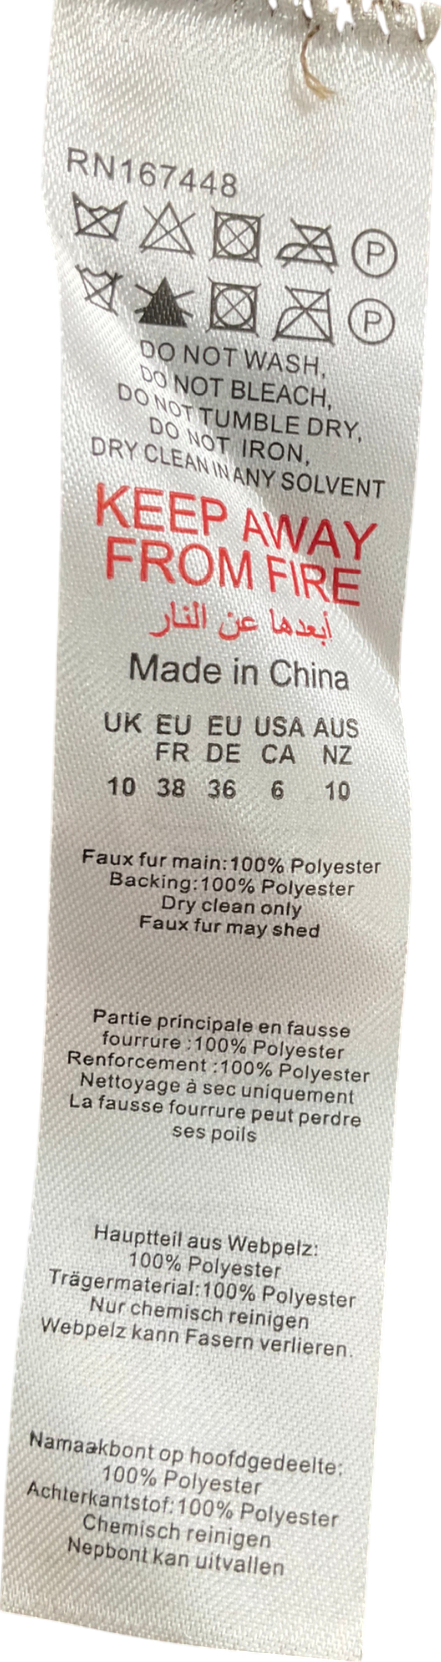 RN167448
P
P
DO NOT WASH,
DO NOT BLEACH,
DO NOT TUMBLE DRY,
DO NOT IRON,
DRY CLEAN IN ANY SOLVENT
KEEP AWAY
FROM FIRE
أبعدها عن النار
Made in China
UK EU EU USA AUS
FR DE CA NZ
10 38 36 6 10
Faux fur main:100% Polyester
Backing:100% Polyester
Dry clean only
Faux fur may shed
Partie principale en fausse
fourrure :100% Polyester
Renforcement :100% Polyester
Nettoyage à sec uniquement
La fausse fourrure peut perdre
ses poils
Hauptteil aus Webpelz:
100% Polyester
Trägermaterial:100% Polyester
Nur chemisch reinigen
Webpelz kann Fasern verlieren.
Namaakbont op hoofdgedeelte:
100% Polyester
Achterkantstof:100% Polyester
Chemisch reinigen
Nepbont kan uitvallen